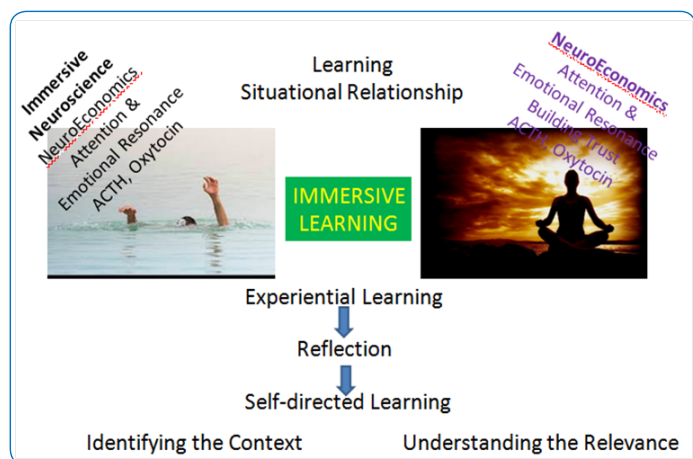 Immersive
Neuroscience
NeuroEconomics
Attention &
Emotional Resonance
ACTH, Oxytocin
Learning
Situational Relationship
NeuroEconomics
Attention &
Emotional Resonance
Building Trust
ACTH, Oxytocin
IMMERSIVE
LEARNING
Experiential Learning
Reflection
Self-directed Learning
Identifying the Context
Understanding the Relevance